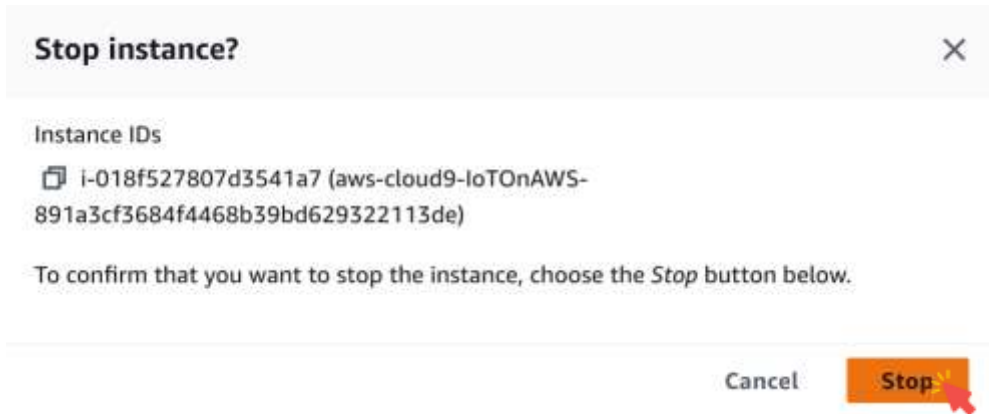 Stop instance?
Instance IDs
i-018f527807d3541a7 (aws-cloud9-IoTOnAWS-
891a3cf3684f4468b39bd629322113de)
To confirm that you want to stop the instance, choose the Stop button below.
Cancel
Stop